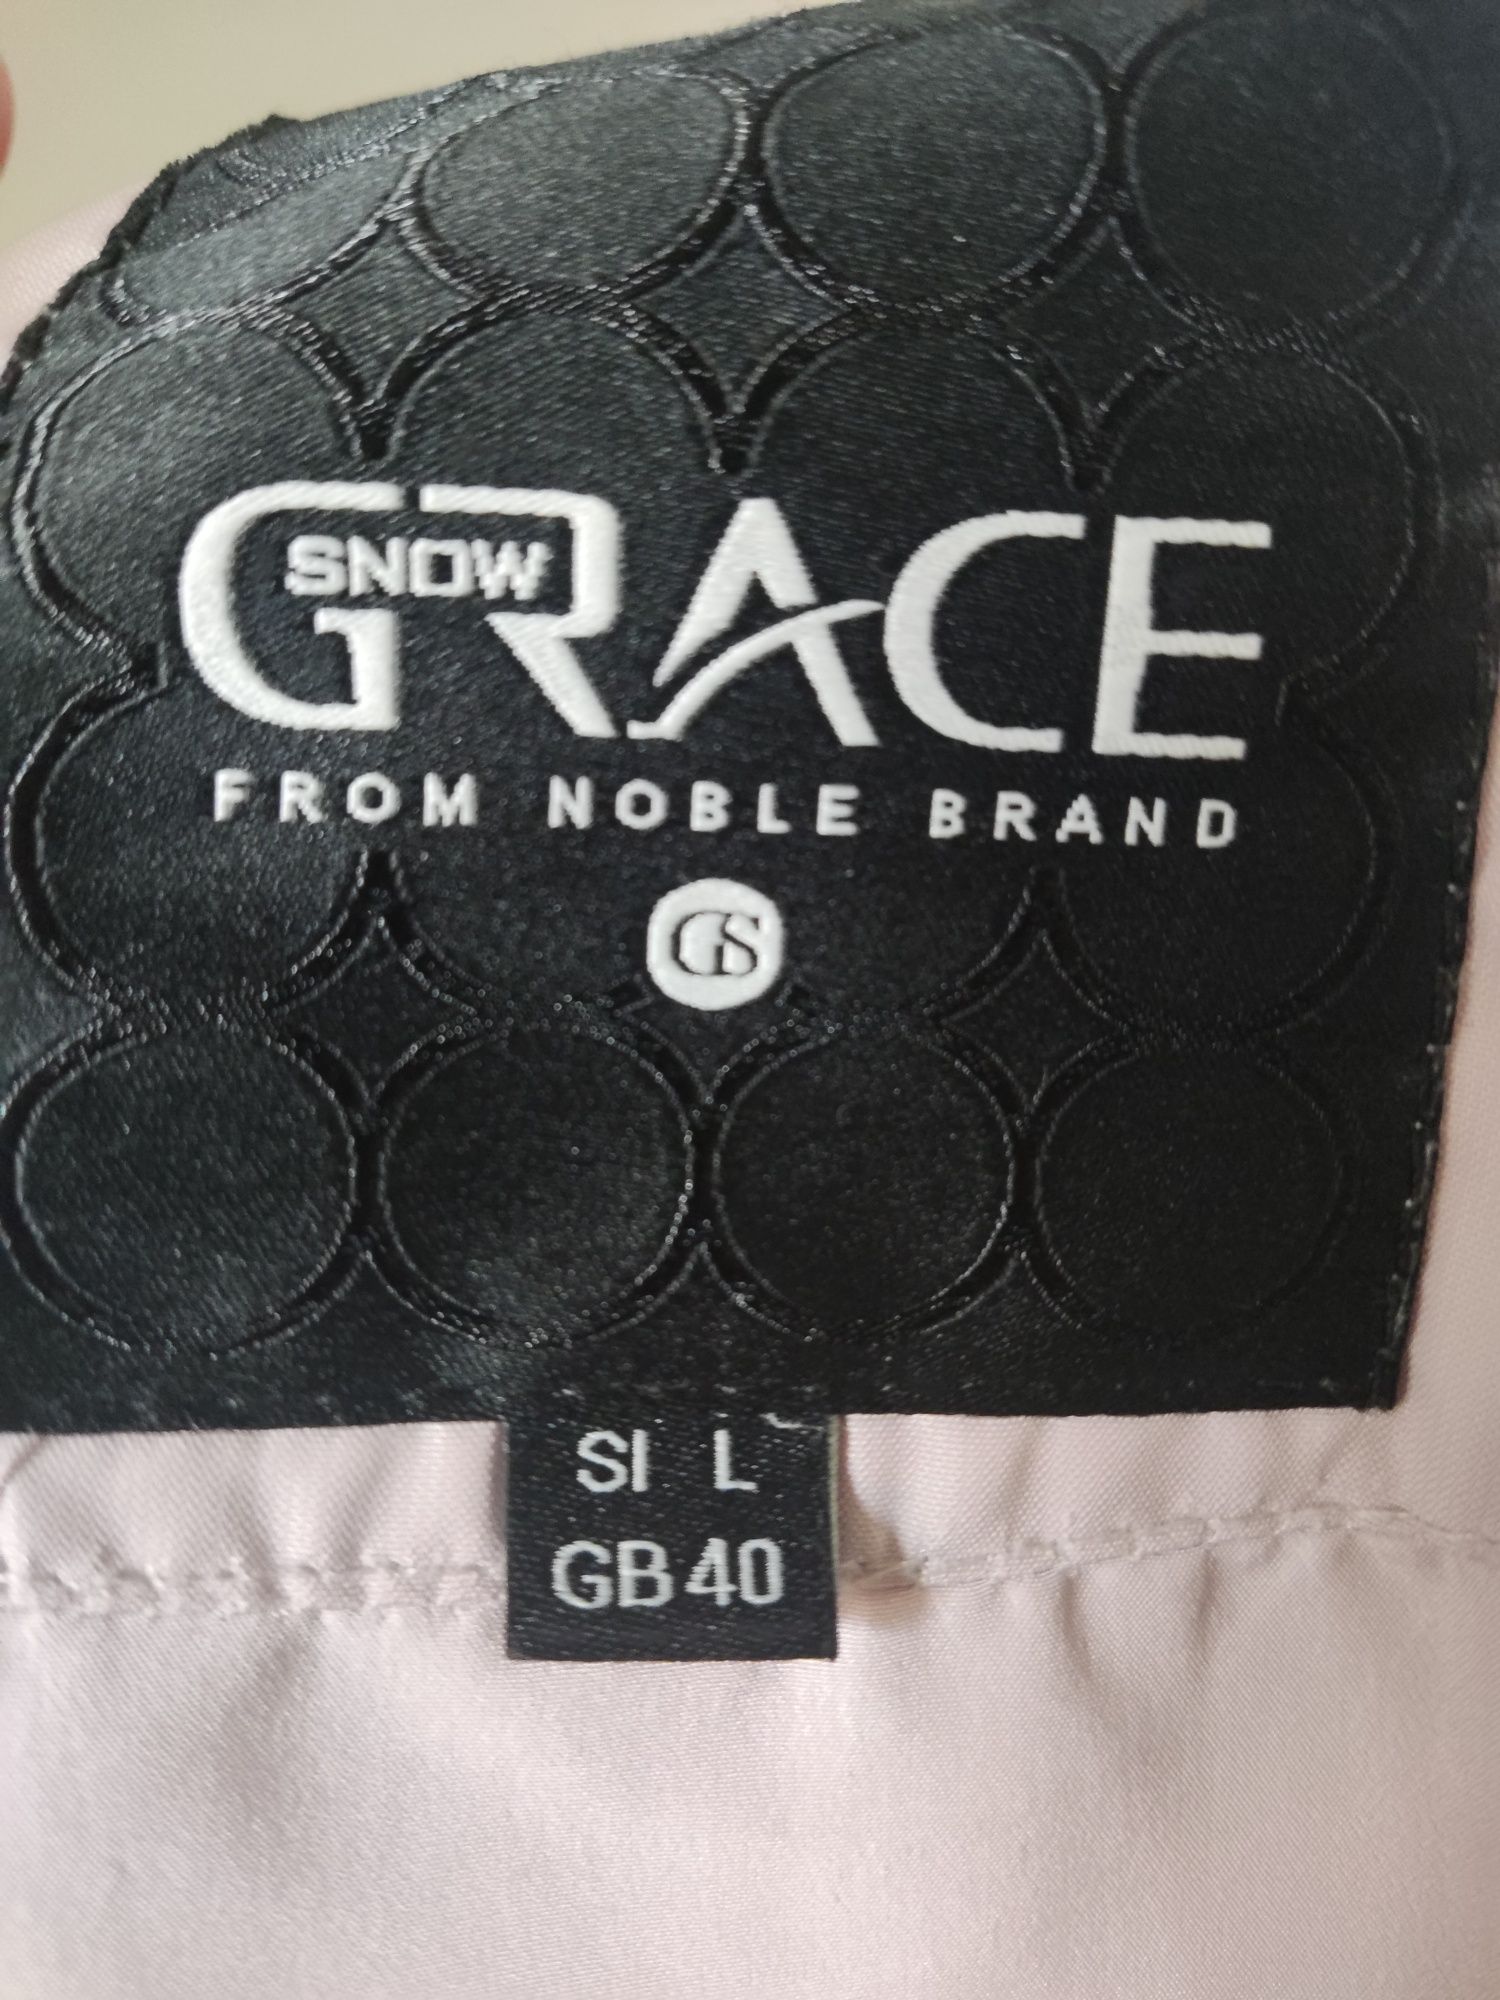 SNOW
GRACE
FROM NOBLE BRAND
GS
SI L
GB 40